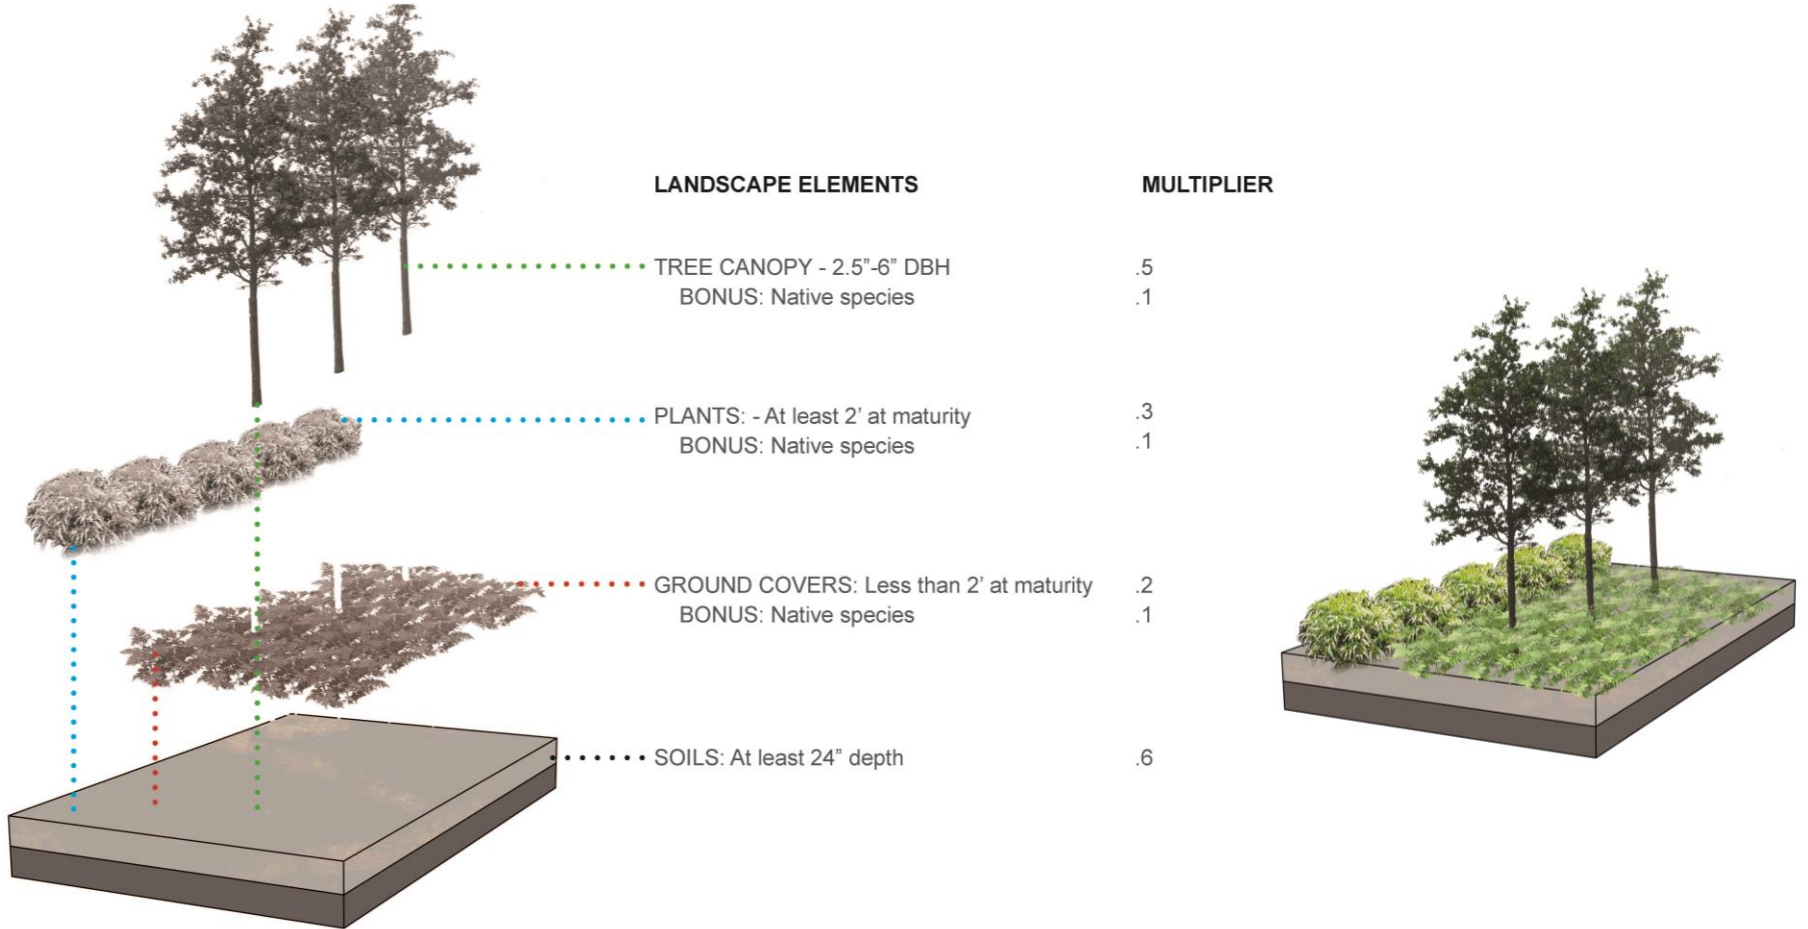 LANDSCAPE ELEMENTS MULTIPLIER
TREE CANOPY - 2.5”-6” DBH .5
BONUS: Native species .1
PLANTS: - At least 2’ at maturity .3
BONUS: Native species .1
GROUND COVERS: Less than 2’ at maturity .2
BONUS: Native species .1
SOILS: At least 24” depth .6